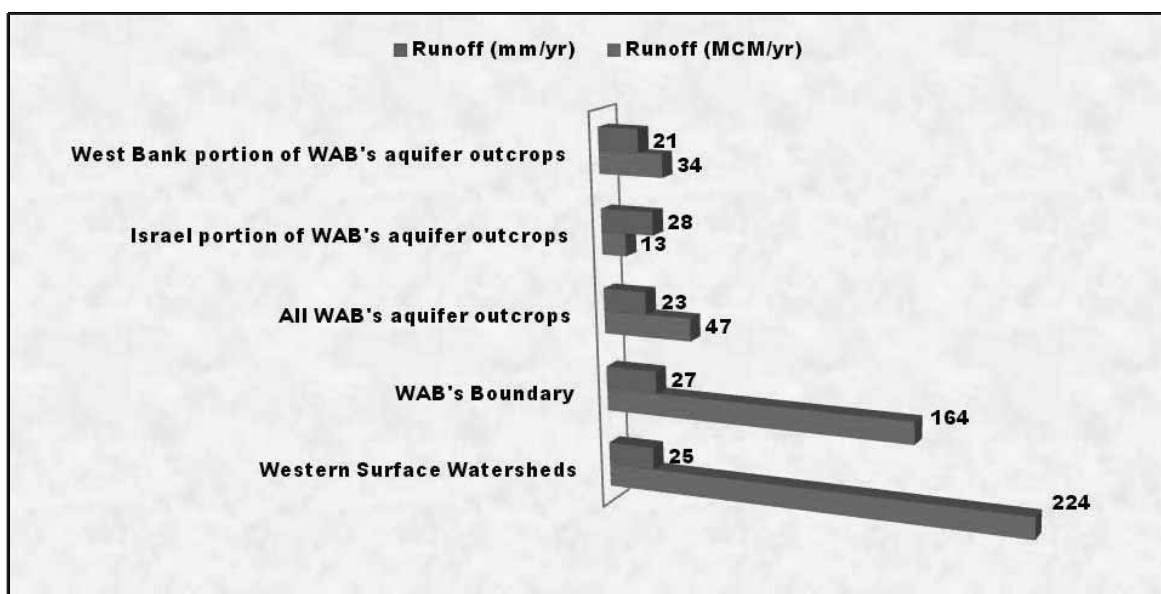 Runoff (mm/yr) Runoff (MCM/yr)
West Bank portion of WAB's aquifer outcrops
21
34
Israel portion of WAB's aquifer outcrops
28
13
All WAB's aquifer outcrops
23
47
WAB's Boundary
27
164
Western Surface Watersheds
25
224